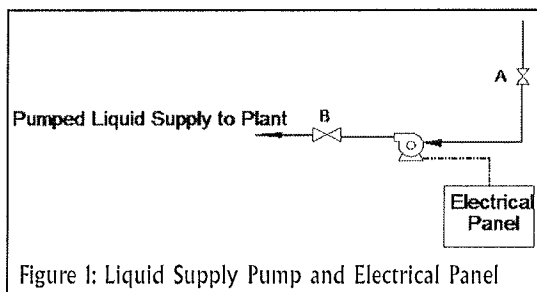 A
Pumped Liquid Supply to Plant
B
Electrical
Panel
Figure 1: Liquid Supply Pump and Electrical Panel